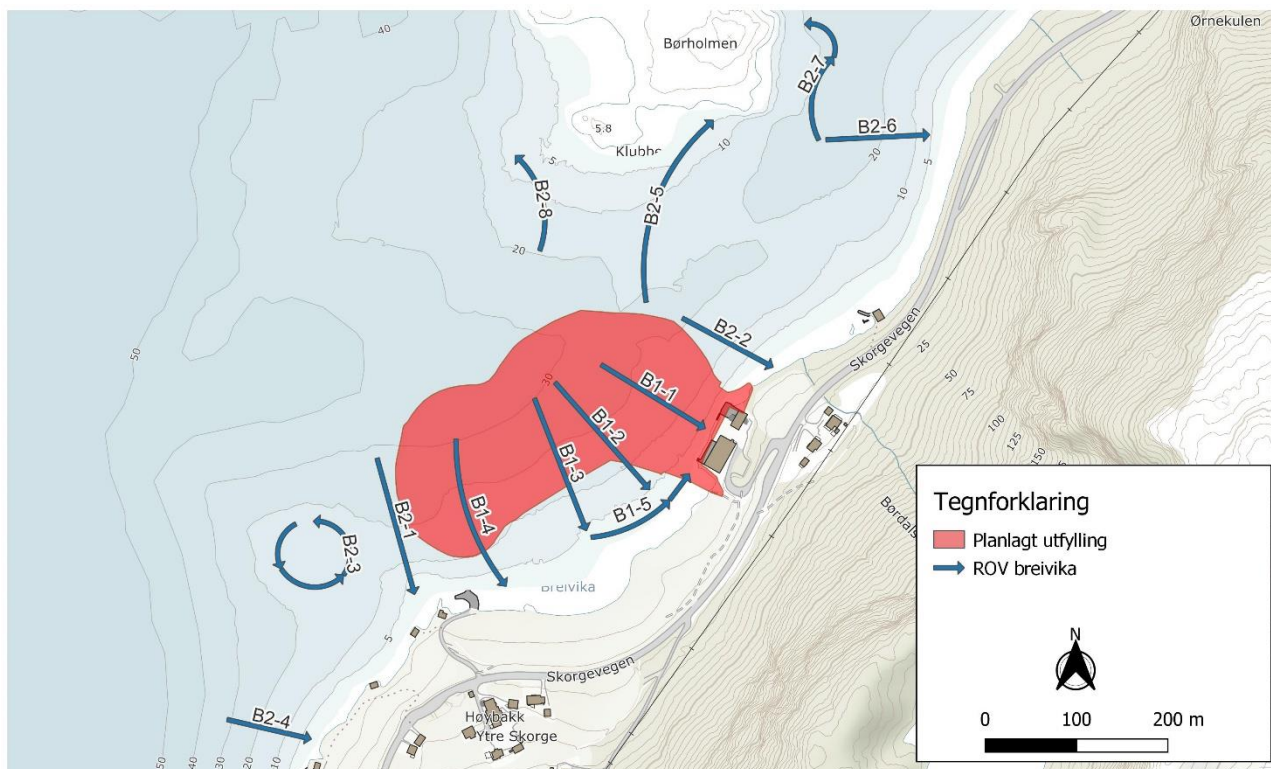 40
Børholmen
Ørnekulen
5.8
Klubbe
5
10
B2-7
B2-6
20
5
10
B2-8
B2-5
20
50
B2-2
Skorgevegen
25
50
75
100
125
150
30
B1-1
B1-2
B1-3
B1-4
B1-5
B2-1
B2-3
Breivika
5
B2-4
Skorgevegen
Høybakk
Ytre Skorge
50
40
30
20
10
Børdals
Tegnforklaring
Planlagt utfylling
ROV breivika
N
0 100 200 m